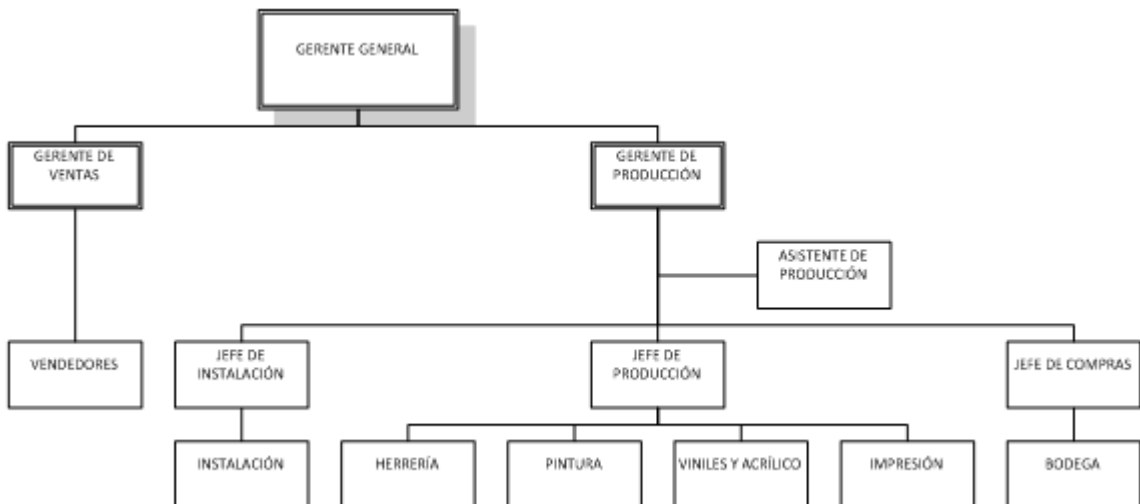 GERENTE GENERAL
GERENTE DE
VENTAS
GERENTE DE
PRODUCCIÓN
ASISTENTE DE
PRODUCCIÓN
VENDEDORES
JEFE DE
INSTALACIÓN
JEFE DE
PRODUCCIÓN
JEFE DE COMPRAS
INSTALACIÓN
HERRERÍA
PINTURA
VINILES Y ACRÍLICO
IMPRESIÓN
BODEGA